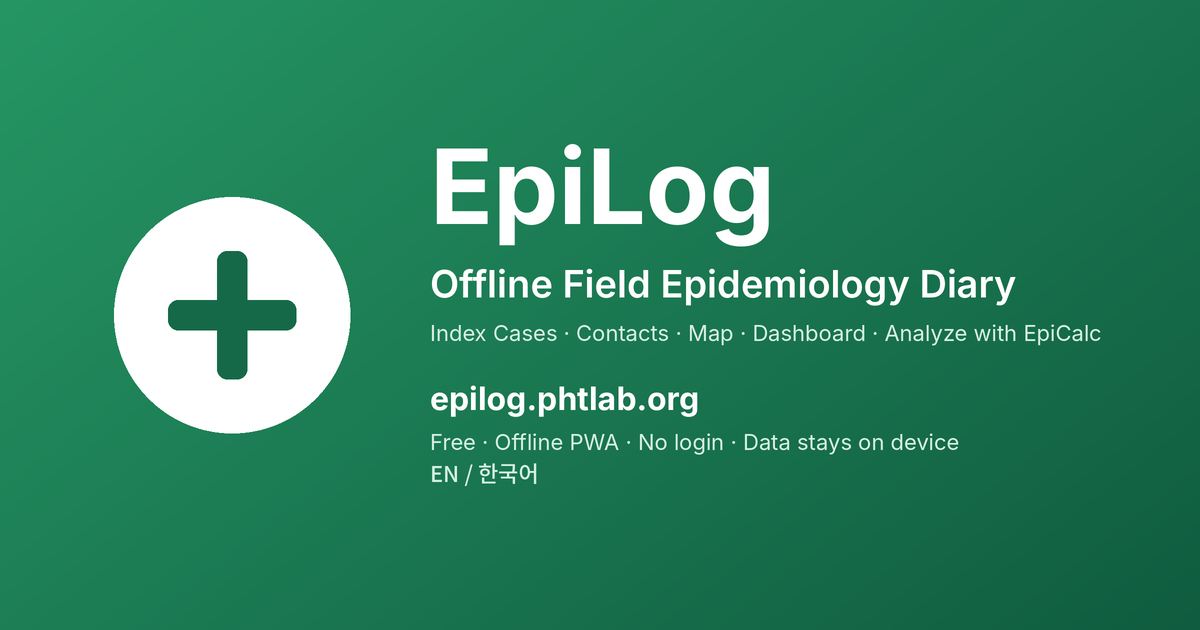 EpiLog
Offline Field Epidemiology Diary
Index Cases · Contacts · Map · Dashboard · Analyze with EpiCalc
epilog.phtlab.org
Free · Offline PWA · No login · Data stays on device
EN / 한국어